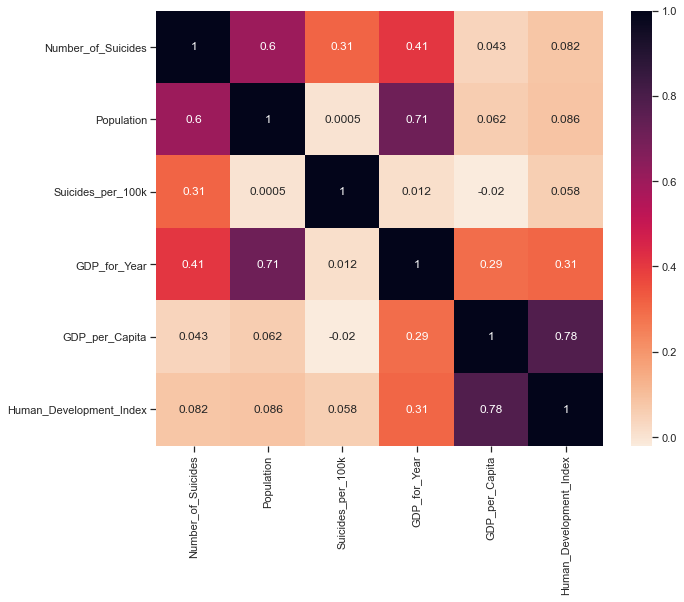 Number_of_Suicides 1 0.6 0.31 0.41 0.043 0.082
Population 0.6 1 0.0005 0.71 0.062 0.086
Suicides_per_100k 0.31 0.0005 1 0.012 -0.02 0.058
GDP_for_Year 0.41 0.71 0.012 1 0.29 0.31
GDP_per_Capita 0.043 0.062 -0.02 0.29 1 0.78
Human_Development_Index 0.082 0.086 0.058 0.31 0.78 1
Number_of_Suicides
Population
Suicides_per_100k
GDP_for_Year
GDP_per_Capita
Human_Development_Index
1.0
0.8
0.6
0.4
0.2
0.0